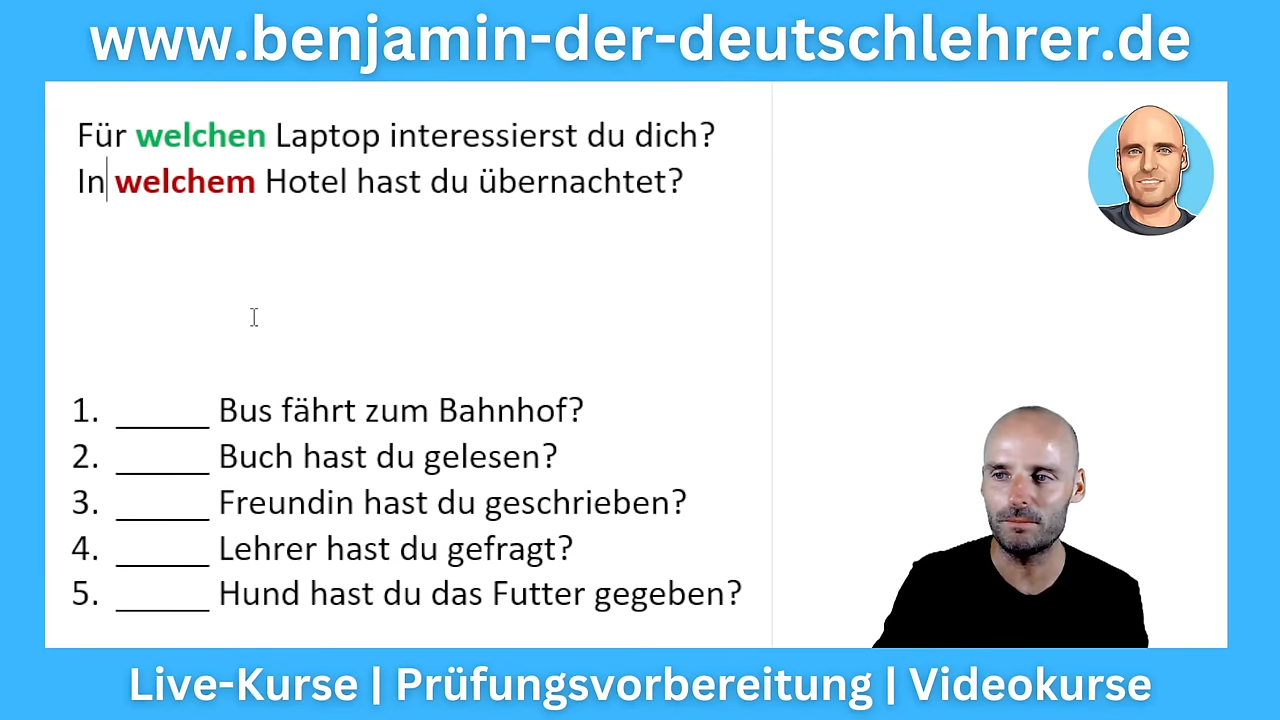 www.benjamin-der-deutschlehrer.de
Für welchen Laptop interessierst du dich?
In welchem Hotel hast du übernachtet?
1. ______ Bus fährt zum Bahnhof?
2. ______ Buch hast du gelesen?
3. ______ Freundin hast du geschrieben?
4. ______ Lehrer hast du gefragt?
5. ______ Hund hast du das Futter gegeben?
Live-Kurse | Prüfungsvorbereitung | Videokurse